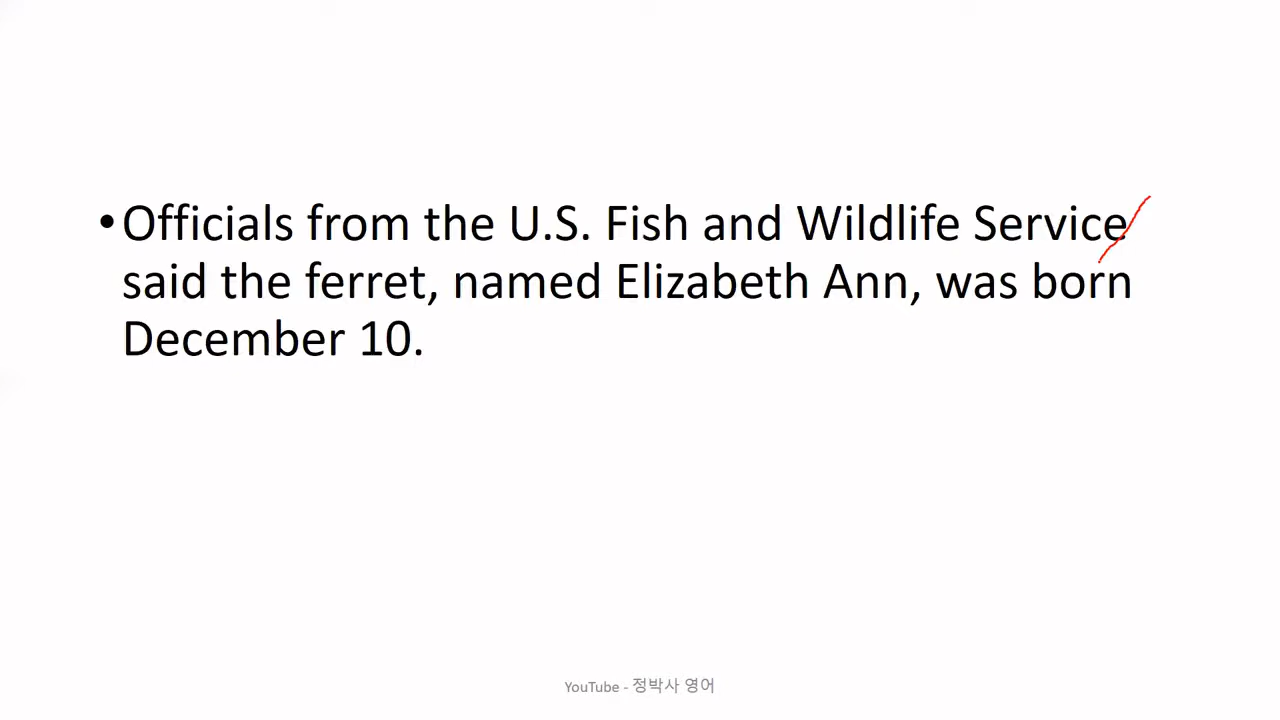 •Officials from the U.S. Fish and Wildlife Service
said the ferret, named Elizabeth Ann, was born
December 10.
YouTube - 정박사 영어